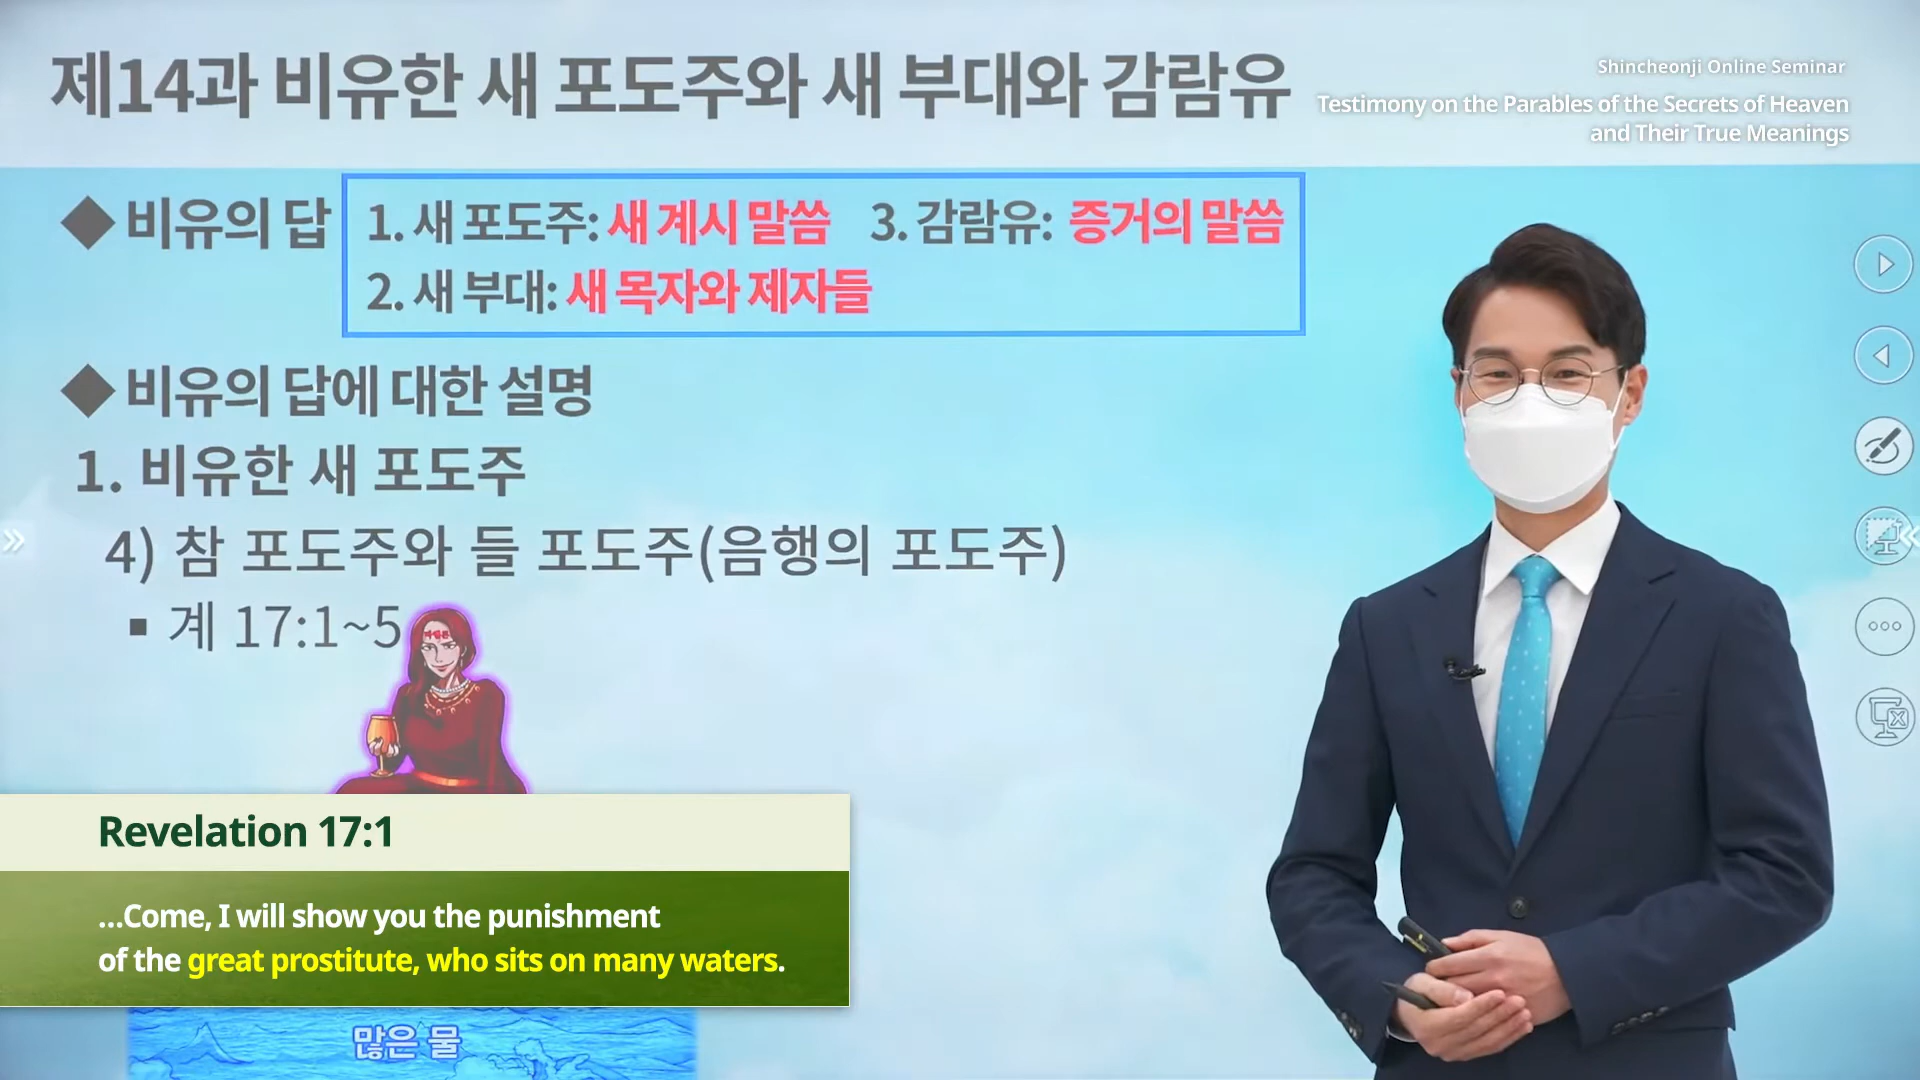 제14과 비유한 새 포도주와 새 부대와 감람유
Shincheonji Online Seminar
Testimony on the Parables of the Secrets of Heaven
and Their True Meanings
◆ 비유의 답
1. 새 포도주: 새 계시 말씀 3. 감람유: 증거의 말씀
2. 새 부대: 새 목자와 제자들
◆ 비유의 답에 대한 설명
1. 비유한 새 포도주
4) 참 포도주와 들 포도주(음행의 포도주)
▪ 계 17:1~5
Revelation 17:1
...Come, I will show you the punishment
of the great prostitute, who sits on many waters.
많은 물